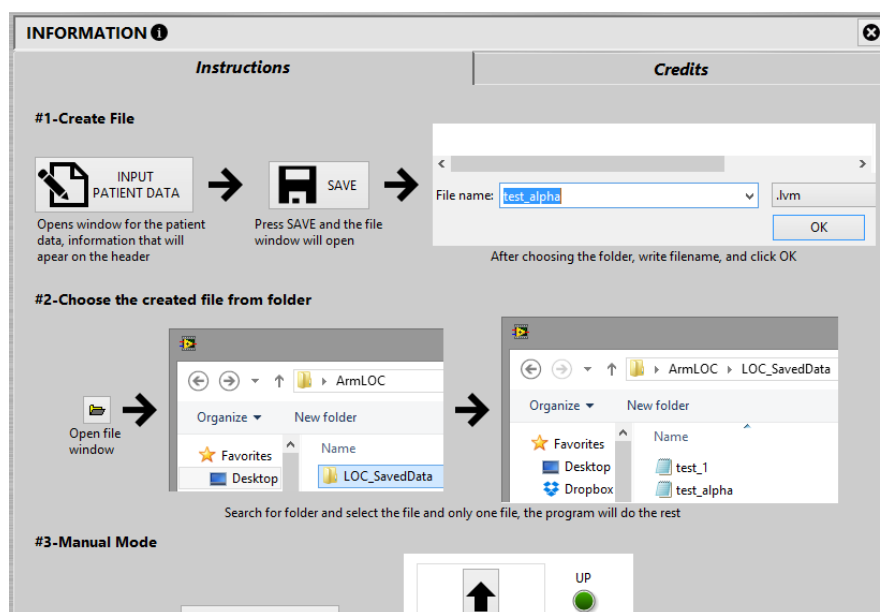 INFORMATION
Instructions
Credits
#1-Create File
INPUT
PATIENT DATA
SAVE
File name:
test_alpha
.lvm
OK
Opens window for the patient
data, information that will
apear on the header
Press SAVE and the file
window will open
After choosing the folder, write filename, and click OK
#2-Choose the created file from folder
Open file
window
ArmLOC
Organize
New folder
Favorites
Name
Desktop
LOC_SavedData
ArmLOC
LOC_SavedData
Organize
New folder
Favorites
Name
Desktop
test_1
Dropbox
test_alpha
Search for folder and select the file and only one file, the program will do the rest
#3-Manual Mode
UP